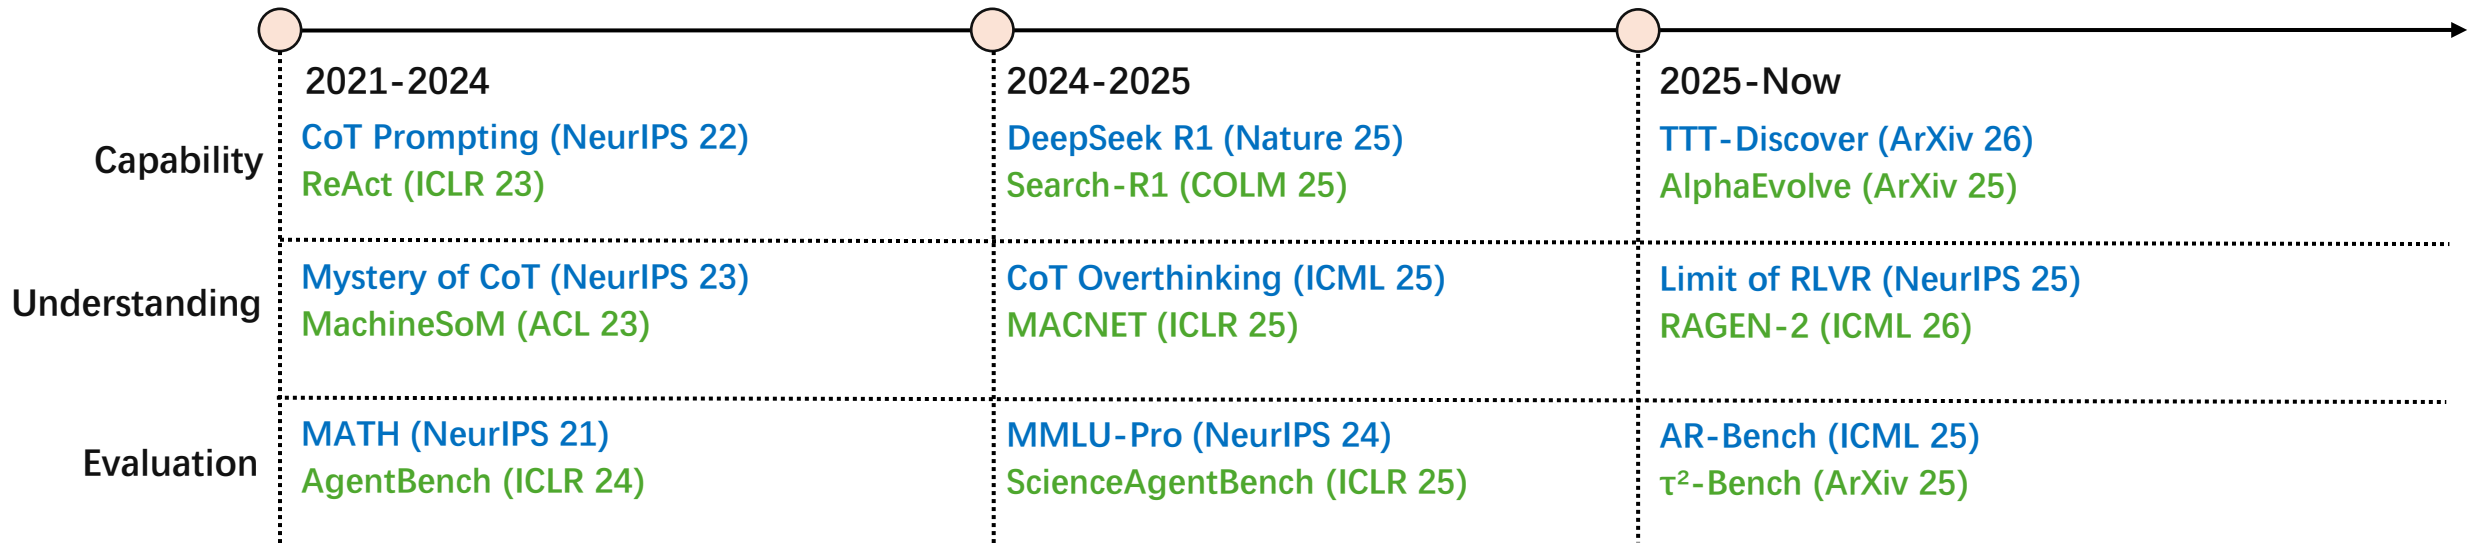 2021-2024
2024-2025
2025-Now
Capability
CoT Prompting (NeurIPS 22)
ReAct (ICLR 23)
DeepSeek R1 (Nature 25)
Search-R1 (COLM 25)
TTT-Discover (ArXiv 26)
AlphaEvolve (ArXiv 25)
Understanding
Mystery of CoT (NeurIPS 23)
MachineSoM (ACL 23)
CoT Overthinking (ICML 25)
MACNET (ICLR 25)
Limit of RLVR (NeurIPS 25)
RAGEN-2 (ICML 26)
Evaluation
MATH (NeurIPS 21)
AgentBench (ICLR 24)
MMLU-Pro (NeurIPS 24)
ScienceAgentBench (ICLR 25)
AR-Bench (ICML 25)
τ²-Bench (ArXiv 25)